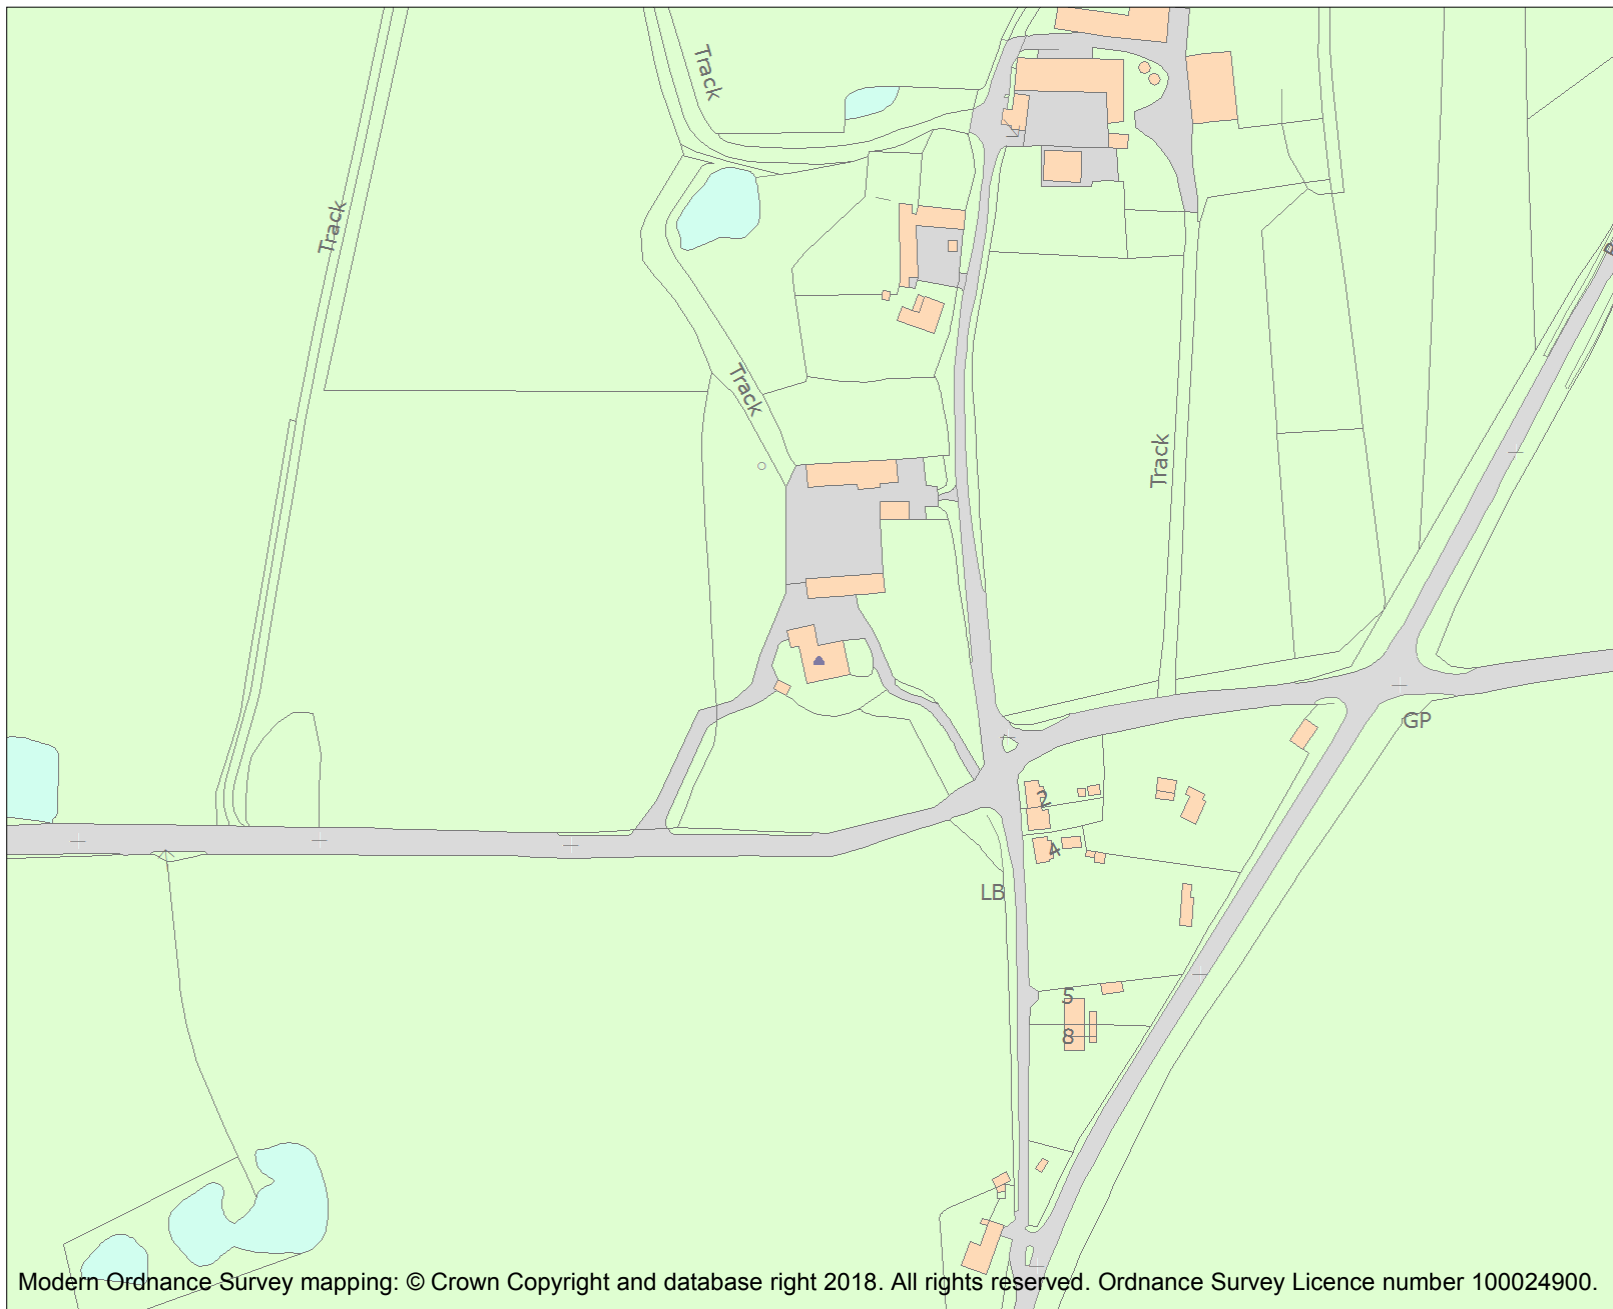 Track
Track
Track
Track
GP
2
4
LB
5
8
Modern Ordnance Survey mapping: © Crown Copyright and database right 2018. All rights reserved. Ordnance Survey Licence number 100024900.